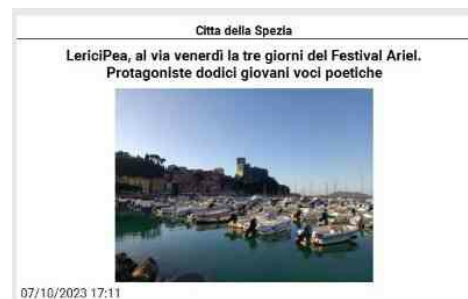 Citta della Spezia
LericiPea, al via venerdì la tre giorni del Festival Ariel.
Protagoniste dodici giovani voci poetiche
07/10/2023 17:11